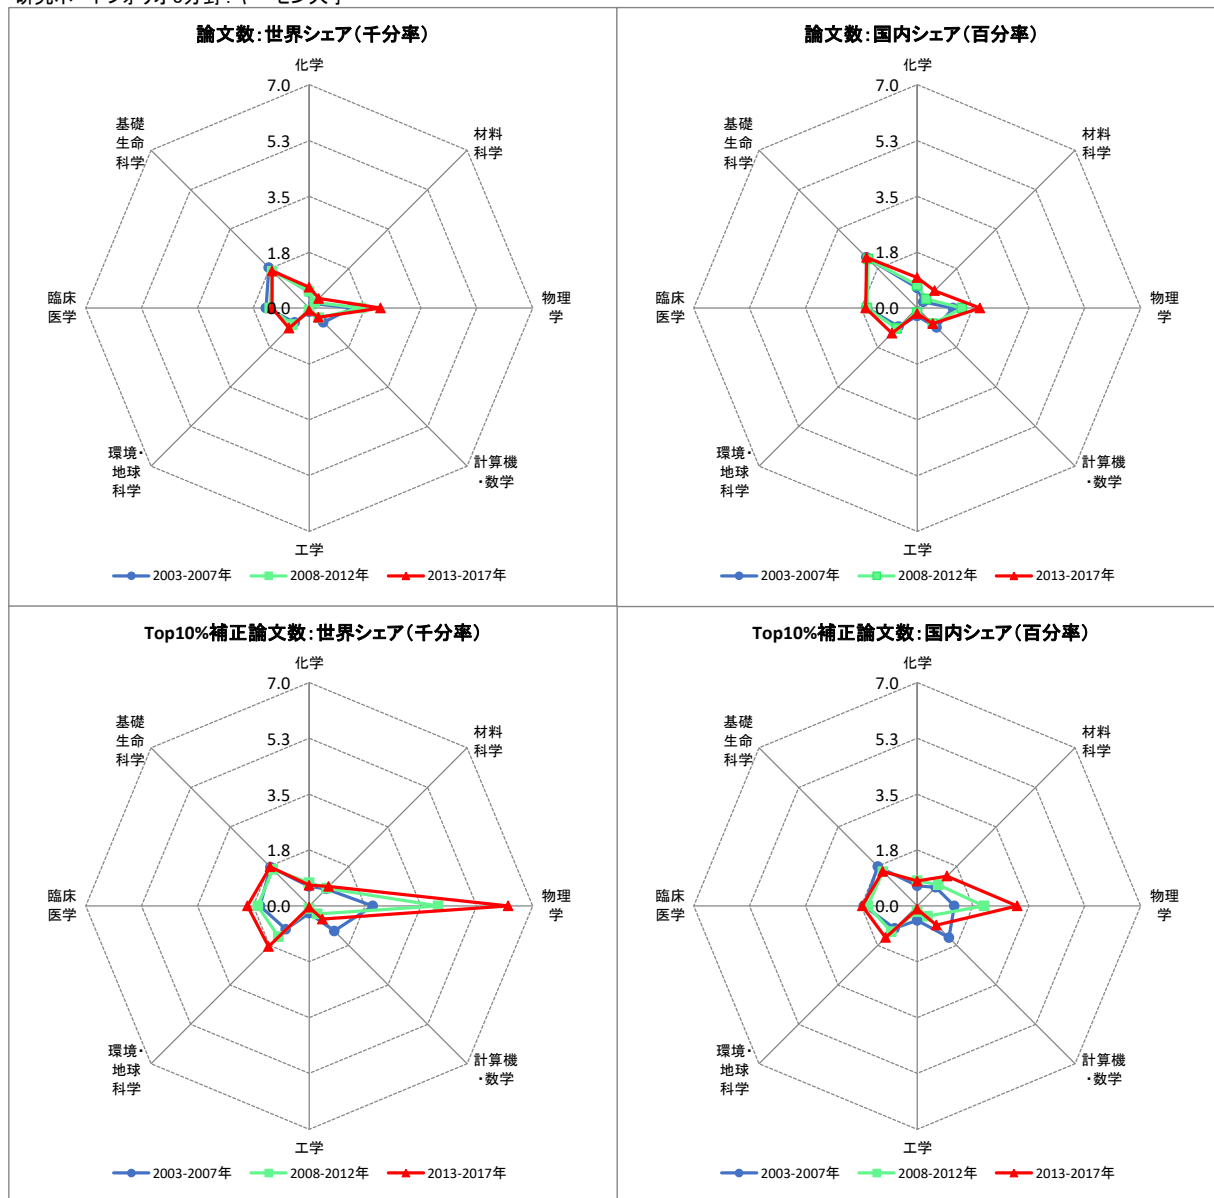 論文数:世界シェア(千分率)
化学
7.0
5.3
3.5
1.8
0.0
材料
科学
物理
学
計算機
・数学
工学
環境・
地球
科学
臨床
医学
基礎
生命
科学
2003-2007年 2008-2012年 2013-2017年
論文数:国内シェア(百分率)
化学
7.0
5.3
3.5
1.8
0.0
材料
科学
物理
学
計算機
・数学
工学
環境・
地球
科学
臨床
医学
基礎
生命
科学
2003-2007年 2008-2012年 2013-2017年
Top10%補正論文数:世界シェア(千分率)
化学
7.0
5.3
3.5
1.8
0.0
材料
科学
物理
学
計算機
・数学
工学
環境・
地球
科学
臨床
医学
基礎
生命
科学
2003-2007年 2008-2012年 2013-2017年
Top10%補正論文数:国内シェア(百分率)
化学
7.0
5.3
3.5
1.8
0.0
材料
科学
物理
学
計算機
・数学
工学
環境・
地球
科学
臨床
医学
基礎
生命
科学
2003-2007年 2008-2012年 2013-2017年